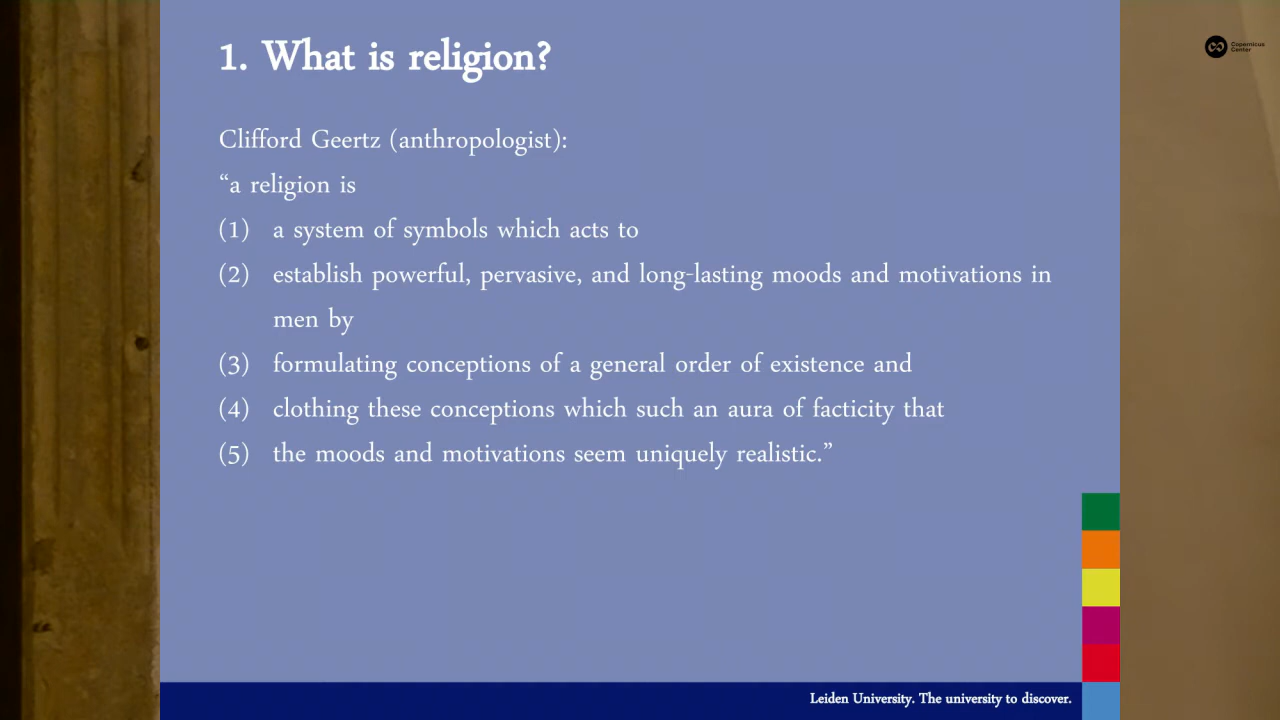 1. What is religion?
Copernicus
Center
Clifford Geertz (anthropologist):
“a religion is
(1) a system of symbols which acts to
(2) establish powerful, pervasive, and long-lasting moods and motivations in
men by
(3) formulating conceptions of a general order of existence and
(4) clothing these conceptions which such an aura of facticity that
(5) the moods and motivations seem uniquely realistic.”
Leiden University. The university to discover.